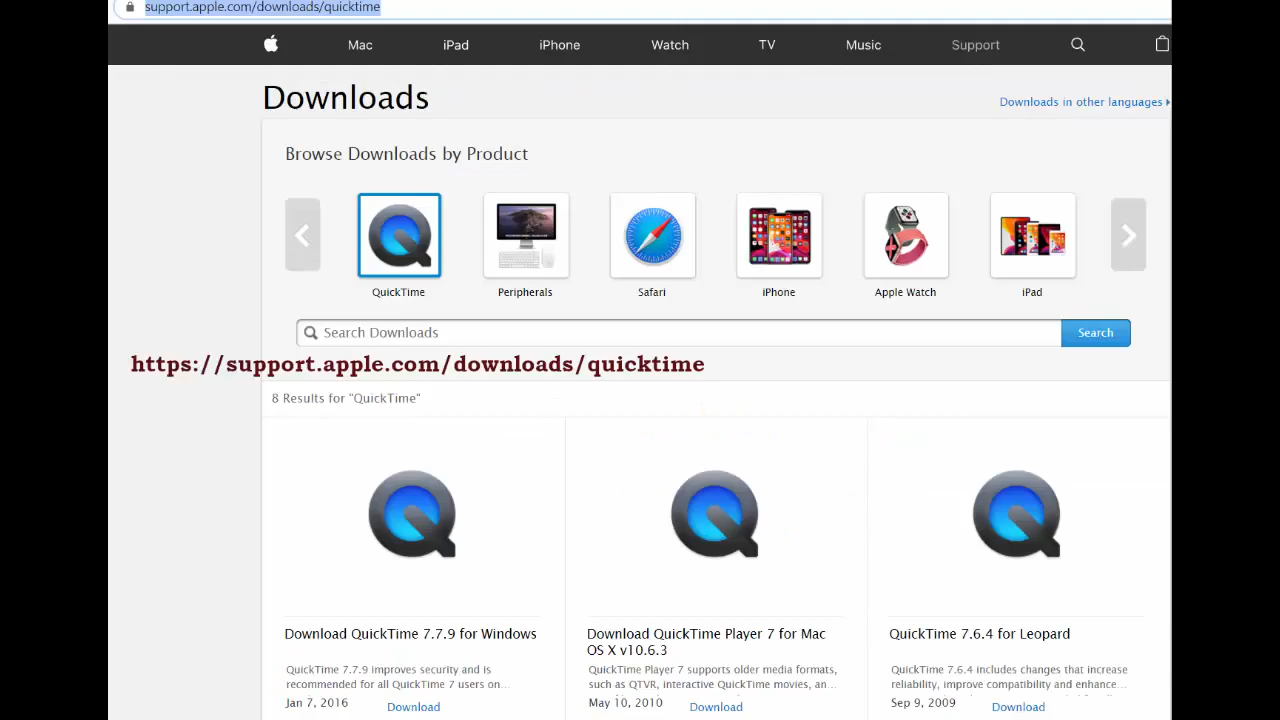 support.apple.com/downloads/quicktime
Mac iPad iPhone Watch TV Music Support
Downloads
Downloads in other languages
Browse Downloads by Product
QuickTime Peripherals Safari iPhone Apple Watch iPad
Search Downloads Search
https://support.apple.com/downloads/quicktime
8 Results for "QuickTime"
Download QuickTime 7.7.9 for Windows
QuickTime 7.7.9 improves security and is
recommended for all QuickTime 7 users on...
Jan 7, 2016 Download
Download QuickTime Player 7 for Mac
OS X v10.6.3
QuickTime Player 7 supports older media formats,
such as QTVR, interactive QuickTime movies, an...
May 10, 2010 Download
QuickTime 7.6.4 for Leopard
QuickTime 7.6.4 includes changes that increase
reliability, improve compatibility and enhance...
Sep 9, 2009 Download